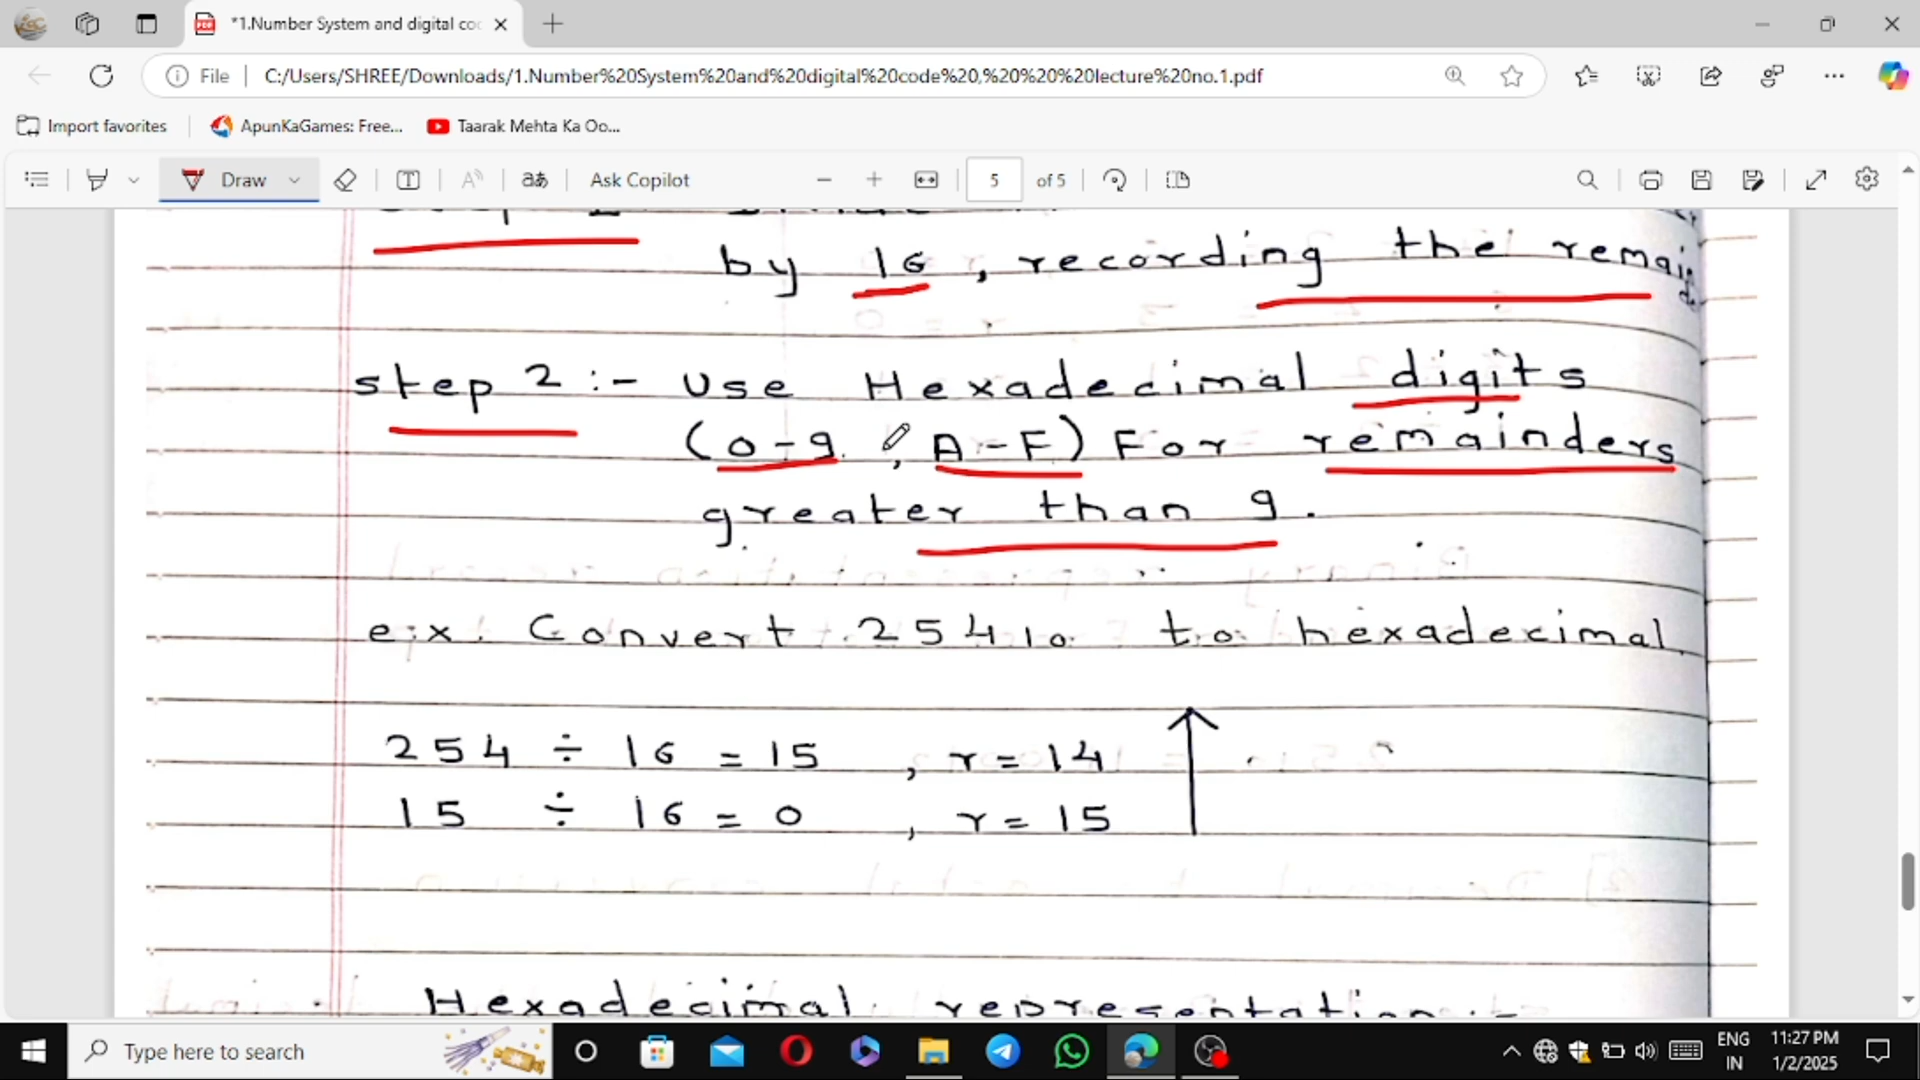 *1.Number System and digital co
File
C:/Users/SHREE/Downloads/1.Number%20System%20and%20digital%20code%20,%20%20%20lecture%20no.1.pdf
Import favorites
ApunKaGames: Free...
Taarak Mehta Ka Oo...
Draw
aあ
Ask Copilot
5 of 5
by 16, recording the remain
step 2 :- Use Hexadecimal digits
(0-9, A-F) For remainders
greater than 9.
ex. Convert 254₁₀ to hexadecimal.
254 ÷ 16 = 15 , r = 14
15 ÷ 16 = 0 , r = 15
Hexadecimal representation :-
Type here to search
ENG
IN
11:27 PM
1/2/2025